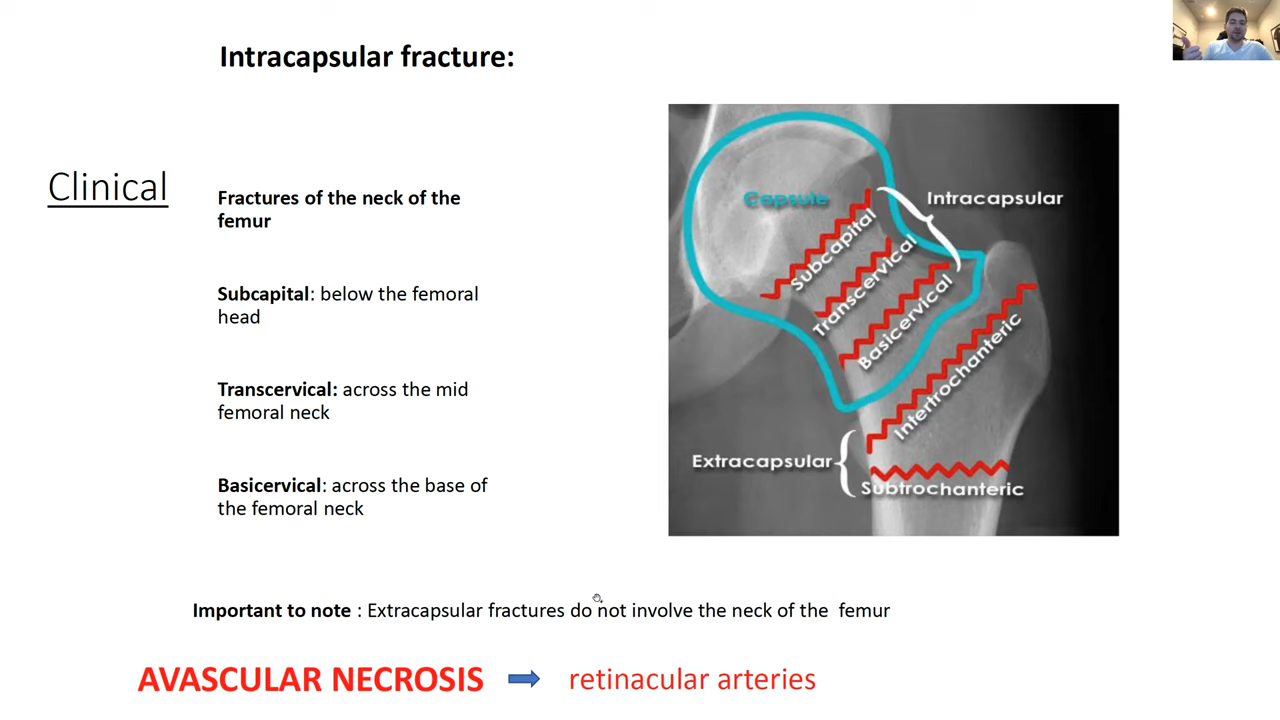 Intracapsular fracture:
Clinical
Fractures of the neck of the
femur
Subcapital: below the femoral
head
Transcervical: across the mid
femoral neck
Basicervical: across the base of
the femoral neck
Capsule
Intracapsular
Subcapital
Transcervical
Basicervical
Intertrochanteric
Extracapsular
Subtrochanteric
Important to note : Extracapsular fractures do not involve the neck of the femur
AVASCULAR NECROSIS
retinacular arteries